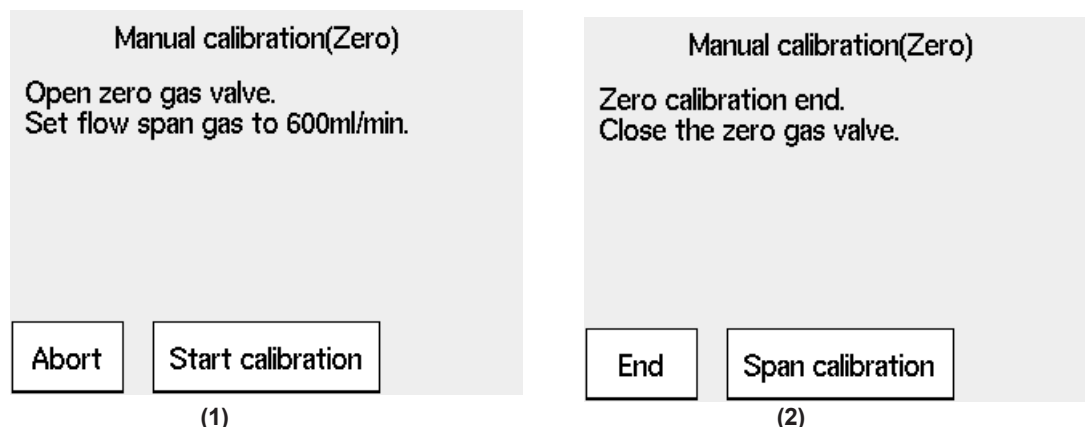 Manual calibration(Zero)
Open zero gas valve.
Set flow span gas to 600ml/min.
Abort
Start calibration
(1)
Manual calibration(Zero)
Zero calibration end.
Close the zero gas valve.
End
Span calibration
(2)